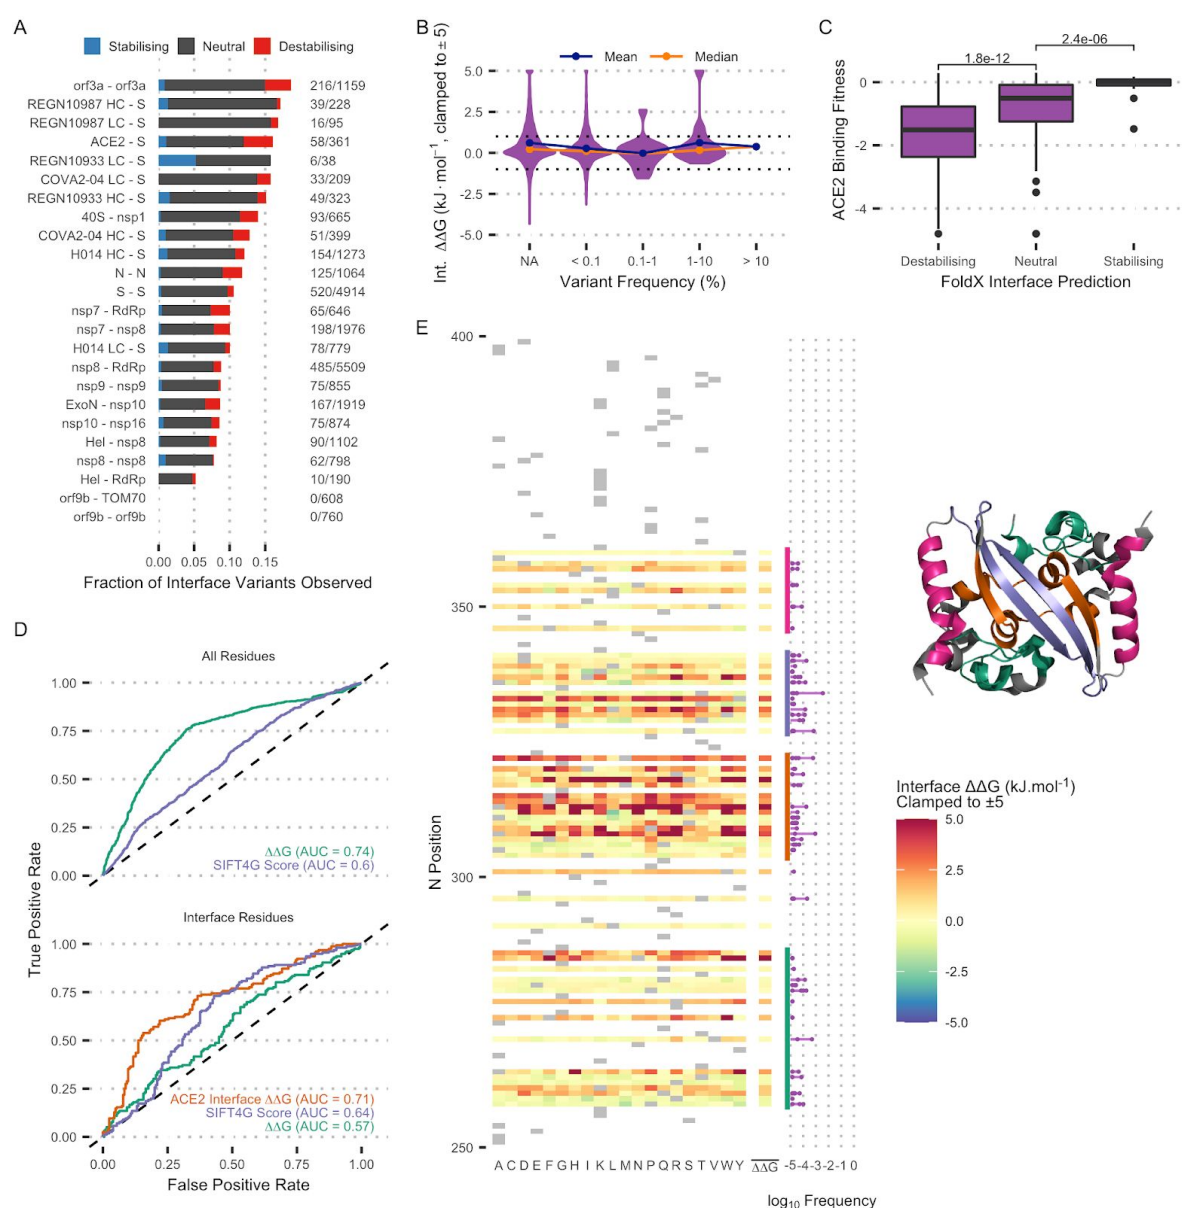 A
Stabilising Neutral Destabilising
orf3a - orf3a 216/1159
REGN10987 HC - S 39/228
REGN10987 LC - S 16/95
ACE2 - S 58/361
REGN10933 LC - S 6/38
COVA2-04 LC - S 33/209
REGN10933 HC - S 49/323
40S - nsp1 93/665
COVA2-04 HC - S 51/399
H014 HC - S 154/1273
N - N 125/1064
S - S 520/4914
nsp7 - RdRp 65/646
nsp7 - nsp8 198/1976
H014 LC - S 78/779
nsp8 - RdRp 485/5509
nsp9 - nsp9 75/855
ExoN - nsp10 167/1919
nsp10 - nsp16 75/874
Hel - nsp8 90/1102
nsp8 - nsp8 62/798
Hel - RdRp 10/190
orf9b - TOM70 0/608
orf9b - orf9b 0/760
0.00 0.05 0.10 0.15
Fraction of Interface Variants Observed
B
Int. ΔΔG (kJ · mol⁻¹, clamped to ± 5)
Mean Median
5.0
2.5
0.0
-2.5
-5.0
NA < 0.1 0.1-1 1-10 > 10
Variant Frequency (%)
C
ACE2 Binding Fitness
2.4e-06
1.8e-12
0
-2
-4
Destabilising Neutral Stabilising
FoldX Interface Prediction
D
True Positive Rate
All Residues
1.00
0.75
0.50
0.25
0.00
ΔΔG (AUC = 0.74)
SIFT4G Score (AUC = 0.6)
Interface Residues
1.00
0.75
0.50
0.25
0.00
ACE2 Interface ΔΔG (AUC = 0.71)
SIFT4G Score (AUC = 0.64)
ΔΔG (AUC = 0.57)
0.00 0.25 0.50 0.75 1.00
False Positive Rate
E
N Position
400
350
300
250
A C D E F G H I K L M N P Q R S T V W Y ΔΔG -5 -4 -3 -2 -1 0
log₁₀ Frequency
Interface ΔΔG (kJ.mol⁻¹)
Clamped to ±5
5.0
2.5
0.0
-2.5
-5.0